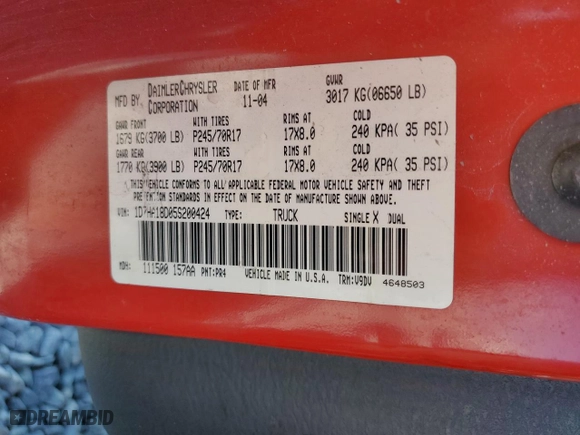 MFD BY DAIMLERCHRYSLER CORPORATION DATE OF MFR 11-04 GVWR 3017 KG(06650 LB)
GAWR FRONT WITH TIRES RIMS AT COLD
1679 KG(3700 LB) P245/70R17 17X8.0 240 KPA( 35 PSI)
GAWR REAR WITH TIRES RIMS AT COLD
1770 KG(3900 LB) P245/70R17 17X8.0 240 KPA( 35 PSI)
THIS VEHICLE CONFORMS TO ALL APPLICABLE FEDERAL MOTOR VEHICLE SAFETY AND THEFT
PREVENTION STANDARDS IN EFFECT ON THE DATE OF MANUFACTURE SHOWN ABOVE.
VIN: 1D7HA18D05S200424 TYPE: TRUCK SINGLE X DUAL
MDH: 111500 157AA PNT:PR4 VEHICLE MADE IN U.S.A. TRM:V9DV
4648503
DREAMBID